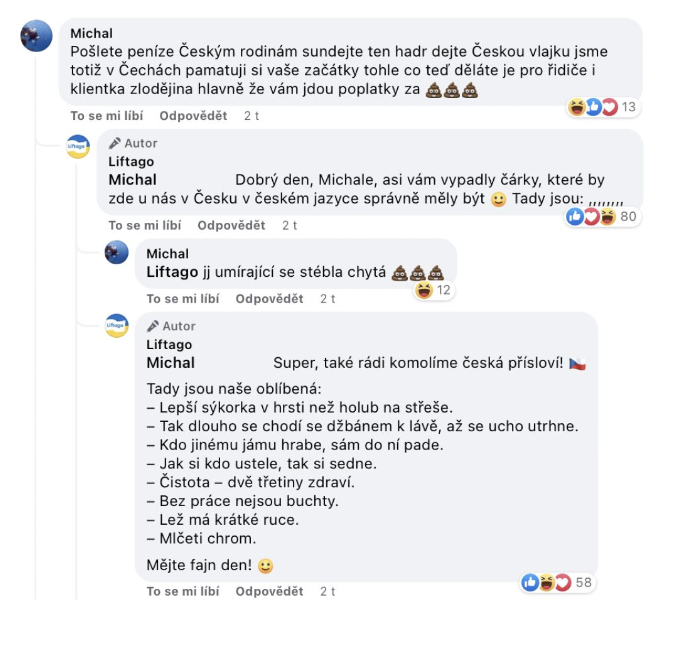 Michal
Pošlete peníze Českým rodinám sundejte ten hadr dejte Českou vlajku jsme
totiž v Čechách pamatuji si vaše začátky tohle co teď děláte je pro řidiče i
klientka zlodějina hlavně že vám jdou poplatky za 💩💩💩
13
To se mi líbí Odpovědět 2 t
Autor
Liftago
Michal Dobrý den, Michale, asi vám vypadly čárky, které by
zde u nás v Česku v českém jazyce správně měly být 🙂 Tady jsou: ,,,,,,,,
80
To se mi líbí Odpovědět 2 t
Michal
Liftago jj umírající se stébla chytá 💩💩💩
12
To se mi líbí Odpovědět 2 t
Autor
Liftago
Michal Super, také rádi komolíme česká přísloví! 🇨🇿
Tady jsou naše oblíbená:
– Lepší sýkorka v hrsti než holub na střeše.
– Tak dlouho se chodí se džbánem k lávě, až se ucho utrhne.
– Kdo jinému jámu hrabe, sám do ní pade.
– Jak si kdo ustele, tak si sedne.
– Čistota – dvě třetiny zdraví.
– Bez práce nejsou buchty.
– Lež má krátké ruce.
– Mlčeti chrom.
Mějte fajn den! 🙂
58
To se mi líbí Odpovědět 2 t